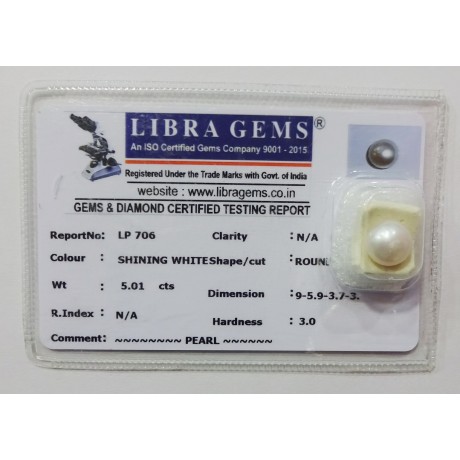 LIBRA GEMS®
An ISO Certified Gems Company 9001 - 2015
Registered Under the Trade Marks with Govt. of India
website : www.libragems.co.in
GEMS & DIAMOND CERTIFIED TESTING REPORT
ReportNo: LP 706 Clarity : N/A
Colour : SHINING WHITE Shape/cut : ROUND
Wt : 5.01 cts
Dimension : 9-5.9-3.7-3.
R.Index : N/A
Hardness : 3.0
Comment: ~~~~~~~~ PEARL ~~~~~~